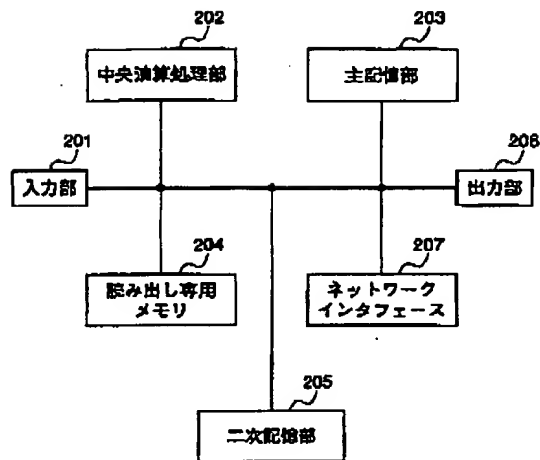 202
中央演算処理部
203
主記憶部
201
入力部
206
出力部
204
読み出し専用
メモリ
207
ネットワーク
インタフェース
205
二次記憶部